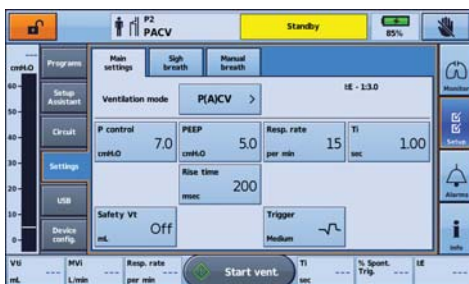 P2
PACV
Standby
85%
cmH₂O
60-
50-
40-
30-
20-
10-
0-
Programs
Setup
Assistant
Circuit
Settings
USB
Device
config.
Main
settings
Sigh
breath
Manual
breath
Ventilation mode
P(A)CV >
I:E - 1:3.0
P control
7.0
cmH₂O
PEEP
5.0
cmH₂O
Resp. rate
15
per min
Ti
1.00
sec
Rise time
200
msec
Safety Vt
Off
mL
Trigger
Medium
Monitor
Setup
Alarms
Info
Vti
---
mL
MVi
---
L/min
Resp. rate
---
per min
Start vent.
Ti
---
sec
% Spont.
Trig.
---
I:E
---